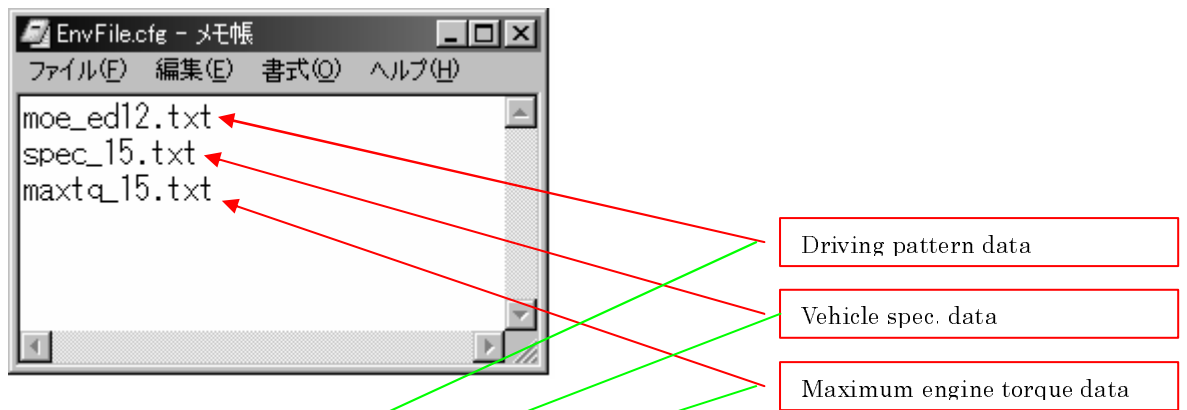 EnvFile.cfg - メモ帳
ファイル(F) 編集(E) 書式(O) ヘルプ(H)
moe_ed12.txt
spec_15.txt
maxtq_15.txt
Driving pattern data
Vehicle spec. data
Maximum engine torque data